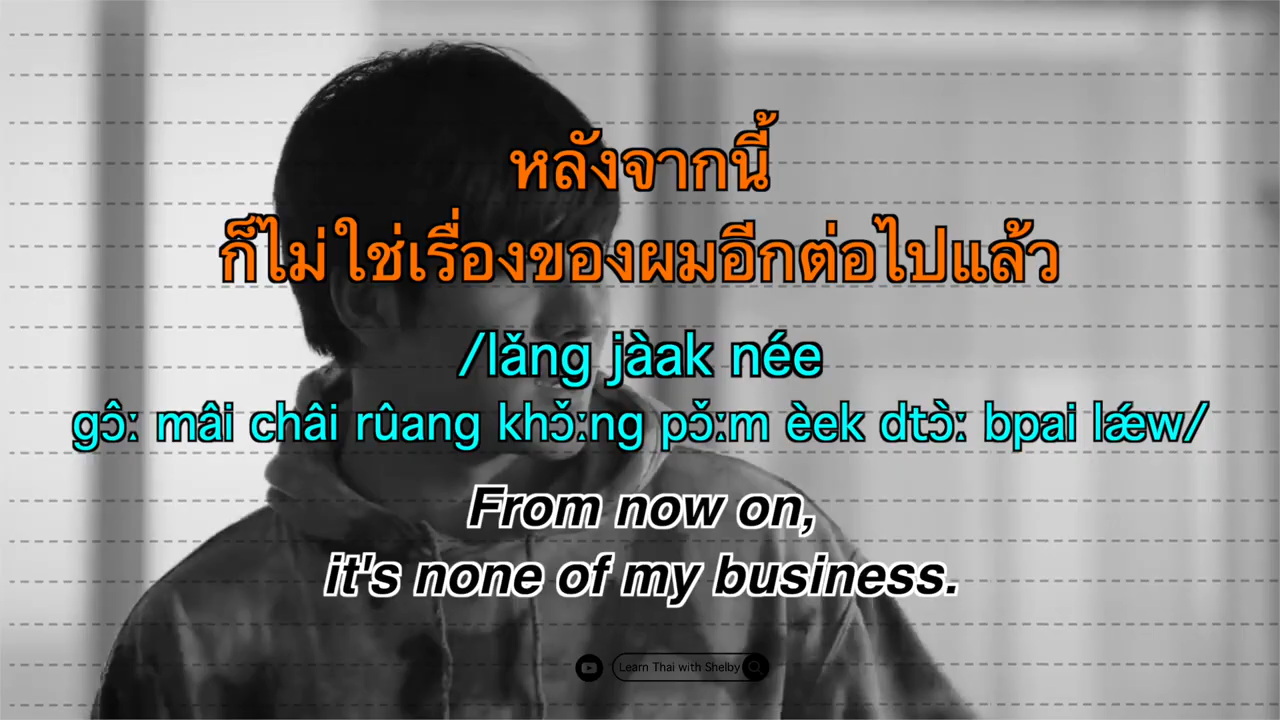 หลังจากนี้
ก็ไม่ใช่เรื่องของผมอีกต่อไปแล้ว
/lǎng jàak née
gɔ̂ː mâi châi rûang khɔ̌ːng pɔ̌ːm èek dtɔ̀ː bpai lǽw/
From now on,
it's none of my business.
Learn Thai with Shelby